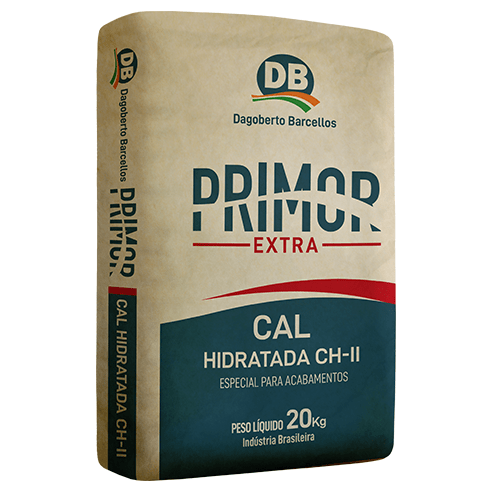 DB
Dagoberto Barcellos
PRIMOR
EXTRA
CAL
HIDRATADA CH-II
ESPECIAL PARA ACABAMENTOS
PESO LÍQUIDO 20Kg
Indústria Brasileira
DB
Dagoberto Barcellos
PRIMOR
CAL HIDRATADA CH-II